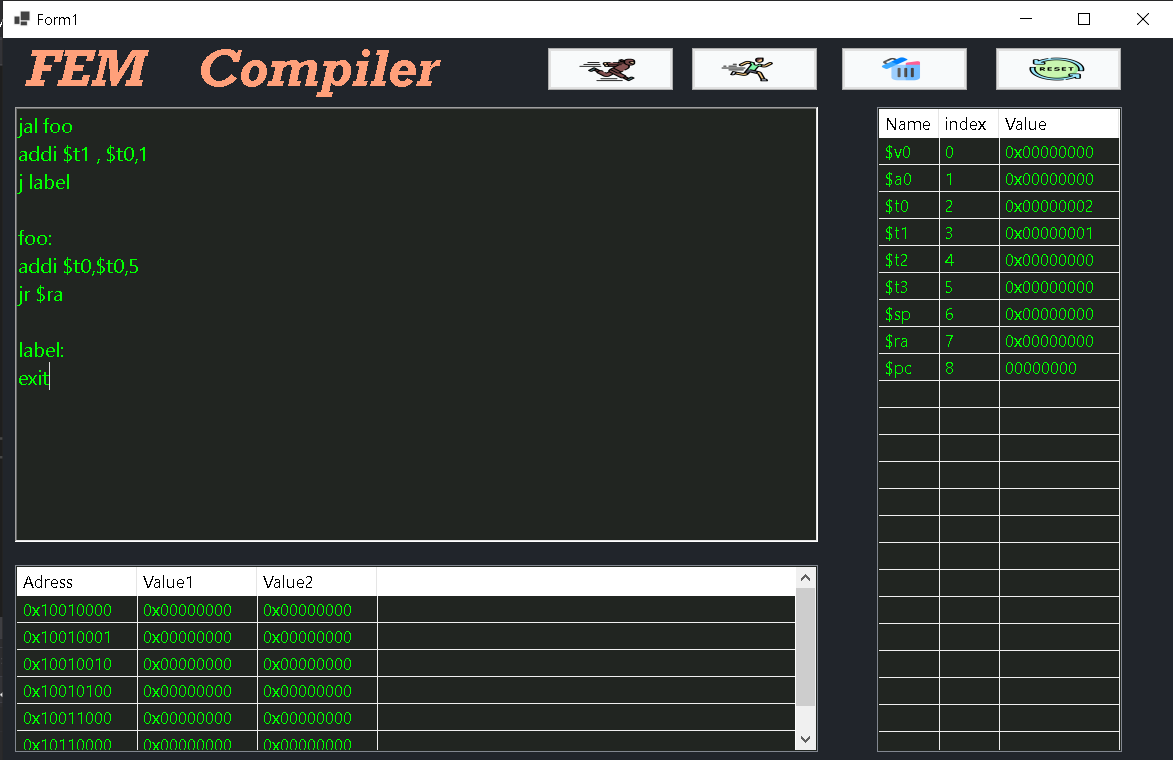 Form1
FEM Compiler
RESET
jal foo
addi $t1 , $t0,1
j label
foo:
addi $t0,$t0,5
jr $ra
label:
exit
Name index Value
$v0 0 0x00000000
$a0 1 0x00000000
$t0 2 0x00000002
$t1 3 0x00000001
$t2 4 0x00000000
$t3 5 0x00000000
$sp 6 0x00000000
$ra 7 0x00000000
$pc 8 00000000
Adress Value1 Value2
0x10010000 0x00000000 0x00000000
0x10010001 0x00000000 0x00000000
0x10010010 0x00000000 0x00000000
0x10010100 0x00000000 0x00000000
0x10011000 0x00000000 0x00000000
0x10110000 0x00000000 0x00000000